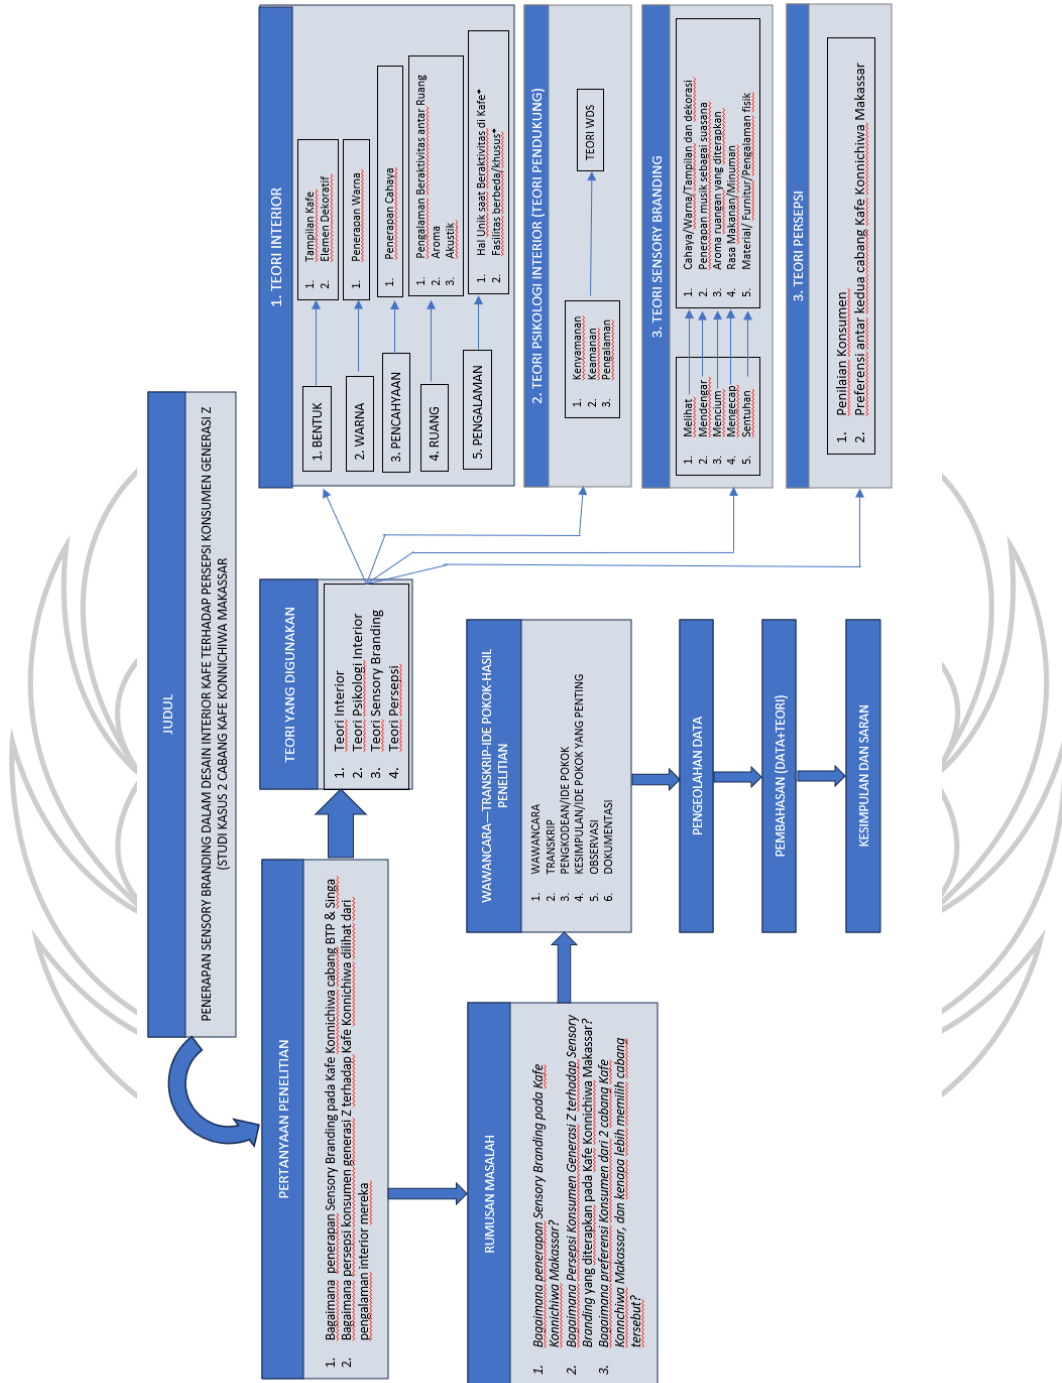 JUDUL
PENERAPAN SENSORY BRANDING DALAM DESAIN INTERIOR KAFE TERHADAP PERSEPSI KONSUMEN GENERASI Z
(STUDI KASUS 2 CABANG KAFE KONNICHIWA MAKASSAR
PERTANYAAN PENELITIAN
1. Bagaimana penerapan Sensory Branding pada Kafe Konnichiwa cabang BTP & Singa
2. Bagaimana persepsi konsumen generasi Z terhadap Kafe Konnichiwa dilihat dari
pengalaman interior mereka
TEORI YANG DIGUNAKAN
1. Teori Interior
2. Teori Psikologi Interior
3. Teori Sensory Branding
4. Teori Persepsi
RUMUSAN MASALAH
1. Bagaimana penerapan Sensory Branding pada Kafe
Konnichiwa Makassar?
2. Bagaimana Persepsi Konsumen Generasi Z terhadap Sensory
Branding yang diterapkan pada Kafe Konnichiwa Makassar?
3. Bagaimana preferensi Konsumen dari 2 cabang Kafe
Konnchiwa Makassar, dan kenapa lebih memilih cabang
tersebut?
WAWANCARA—TRANSKRIP-IDE POKOK-HASIL
PENELITIAN
1. WAWANCARA
2. TRANSKRIP
3. PENGKODEAN/IDE POKOK
4. KESIMPULAN/IDE POKOK YANG PENTING
5. OBSERVASI
6. DOKUMENTASI
PENGEOLAHAN DATA
PEMBAHASAN (DATA+TEORI)
KESIMPULAN DAN SARAN
1. TEORI INTERIOR
1. BENTUK
1. Tampilan Kafe
2. Elemen Dekoratif
2. WARNA
1. Penerapan Warna
3. PENCAHYAAN
1. Penerapan Cahaya
4. RUANG
1. Pengalaman Beraktivitas antar Ruang
2. Aroma
3. Akustik
5. PENGALAMAN
1. Hal Unik saat Beraktivitas di Kafe*
2. Fasilitas berbeda/khusus*
2. TEORI PSIKOLOGI INTERIOR (TEORI PENDUKUNG)
1. Kenyamanan
2. Keamanan
3. Pengalaman
TEORI WDS
3. TEORI SENSORY BRANDING
1. Melihat
2. Mendengar
3. Mencium
4. Mengecap
5. Sentuhan
1. Cahaya/Warna/Tampilan dan dekorasi
2. Penerapan musik sebagai suasana
3. Aroma ruangan yang diterapkan
4. Rasa Makanan/Minuman
5. Material/ Furnitur/Pengalaman fisik
3. TEORI PERSEPSI
1. Penilaian Konsumen
2. Preferensi antar kedua cabang Kafe Konnichiwa Makassar